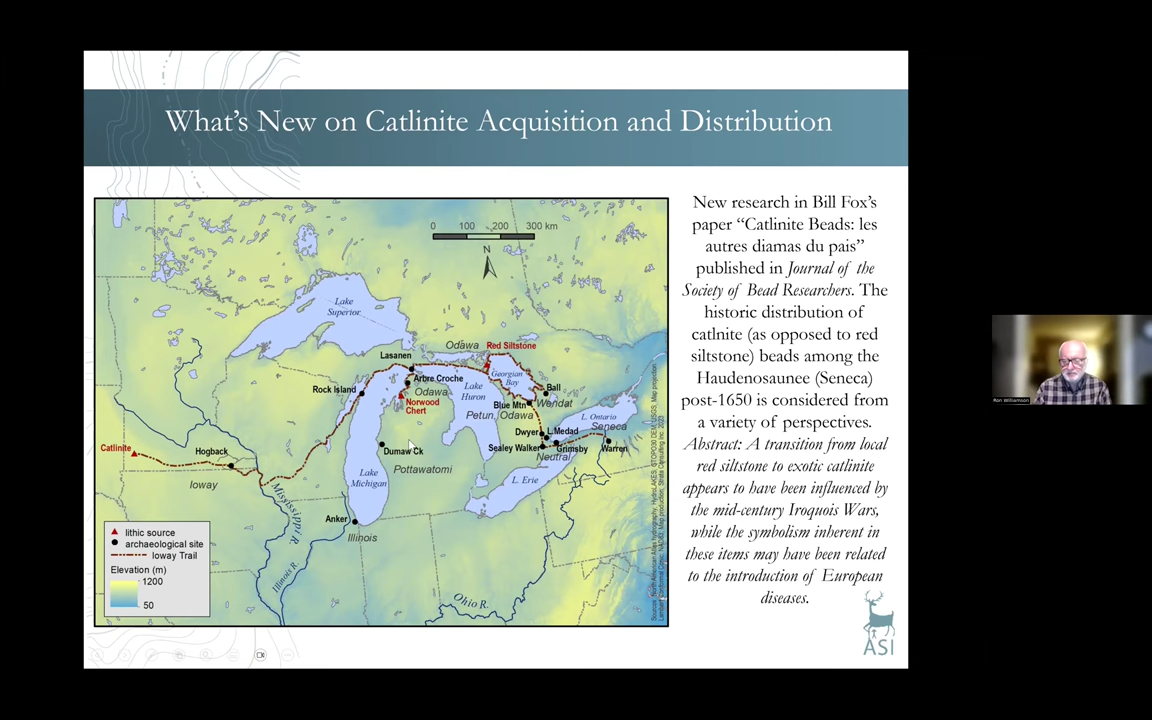 What's New on Catlinite Acquisition and Distribution
0 100 200 300 km
N
Lake
Superior
Odawa
Red Siltstone
Lasanen
Georgian
Bay
Arbre Croche
Lake
Huron
Rock Island
Odawa
Ball
Norwood
Chert
Blue Mtn
Wendat
Petun, Odawa
L. Ontario
Dwyer
L.Medad
Seneca
Catlinite
Hogback
Dumaw Ck
Sealey Walker
Grimsby
Warren
Neutral
Ioway
Lake
Michigan
Pottawatomi
L. Erie
Mississippi R.
Anker
Illinois
Illinois R.
Ohio R.
lithic source
archaeological site
Ioway Trail
Elevation (m)
1200
50
New research in Bill Fox's
paper “Catlinite Beads: les
autres diamas du pais”
published in Journal of the
Society of Bead Researchers. The
historic distribution of
catlnite (as opposed to red
siltstone) beads among the
Haudenosaunee (Seneca)
post-1650 is considered from
a variety of perspectives.
Abstract: A transition from local
red siltstone to exotic catlinite
appears to have been influenced by
the mid-century Iroquois Wars,
while the symbolism inherent in
these items may have been related
to the introduction of European
diseases.
ASI
Ron Williamson